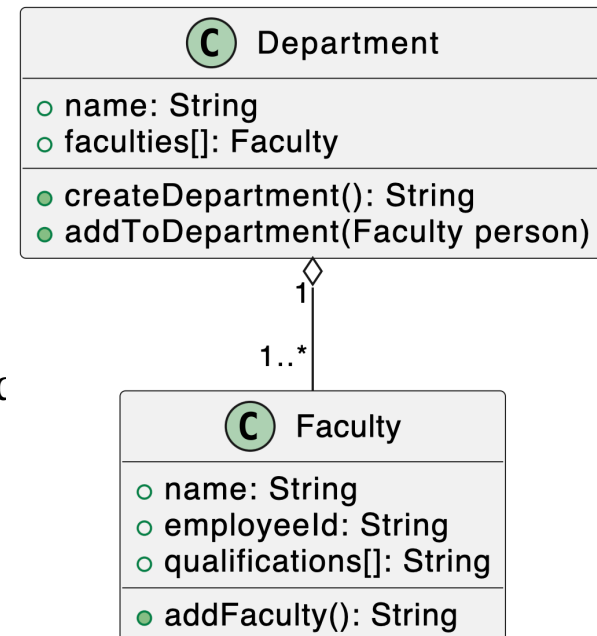 C Department
name: String
faculties[]: Faculty
createDepartment(): String
addToDepartment(Faculty person)
1
1..*
C Faculty
name: String
employeeId: String
qualifications[]: String
addFaculty(): String